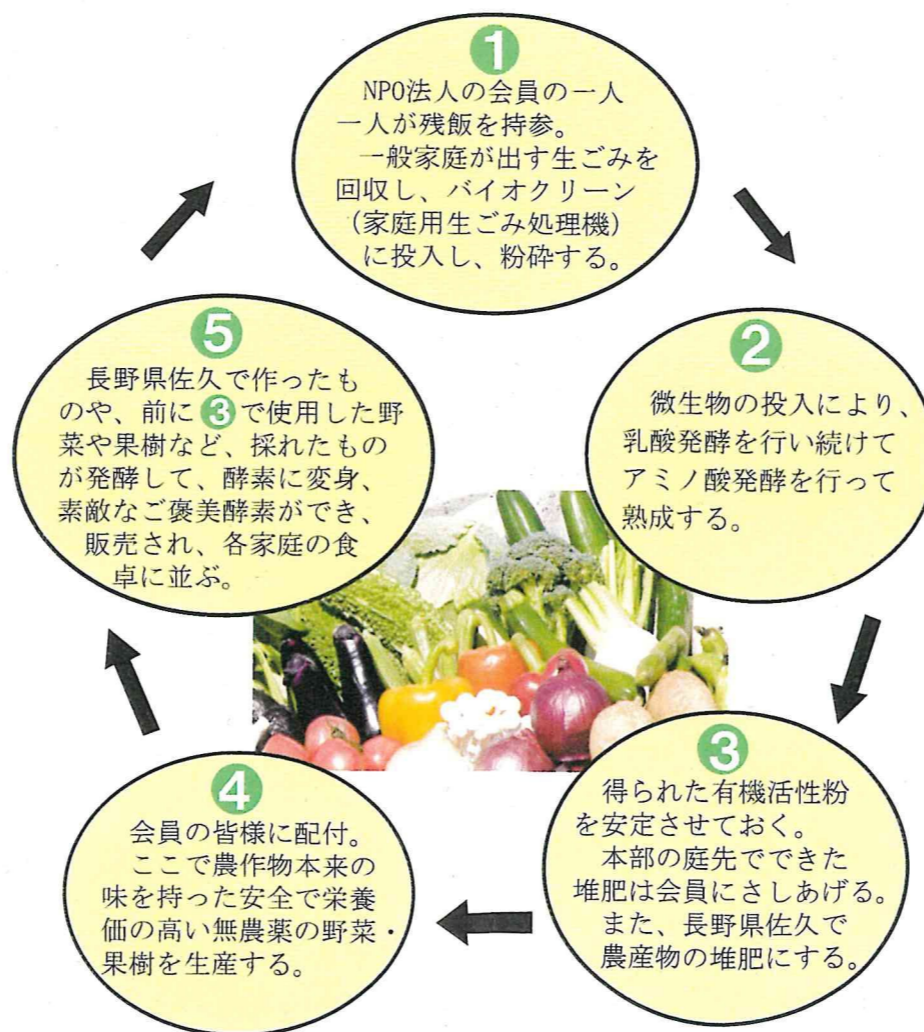 1
NPO法人の会員の一人
一人が残飯を持参。
一般家庭が出す生ごみを
回収し、バイオクリーン
(家庭用生ごみ処理機)
に投入し、粉砕する。
2
微生物の投入により、
乳酸発酵を行い続けて
アミノ酸発酵を行って
熟成する。
3
得られた有機活性粉
を安定させておく。
本部の庭先でできた
堆肥は会員にさしあげる。
また、長野県佐久で
農産物の堆肥にする。
4
会員の皆様に配付。
ここで農作物本来の
味を持った安全で栄養
価の高い無農薬の野菜・
果樹を生産する。
5
長野県佐久で作ったも
のや、前に3で使用した野
菜や果樹など、採れたもの
が発酵して、酵素に変身、
素敵なご褒美酵素ができ、
販売され、各家庭の食
卓に並ぶ。